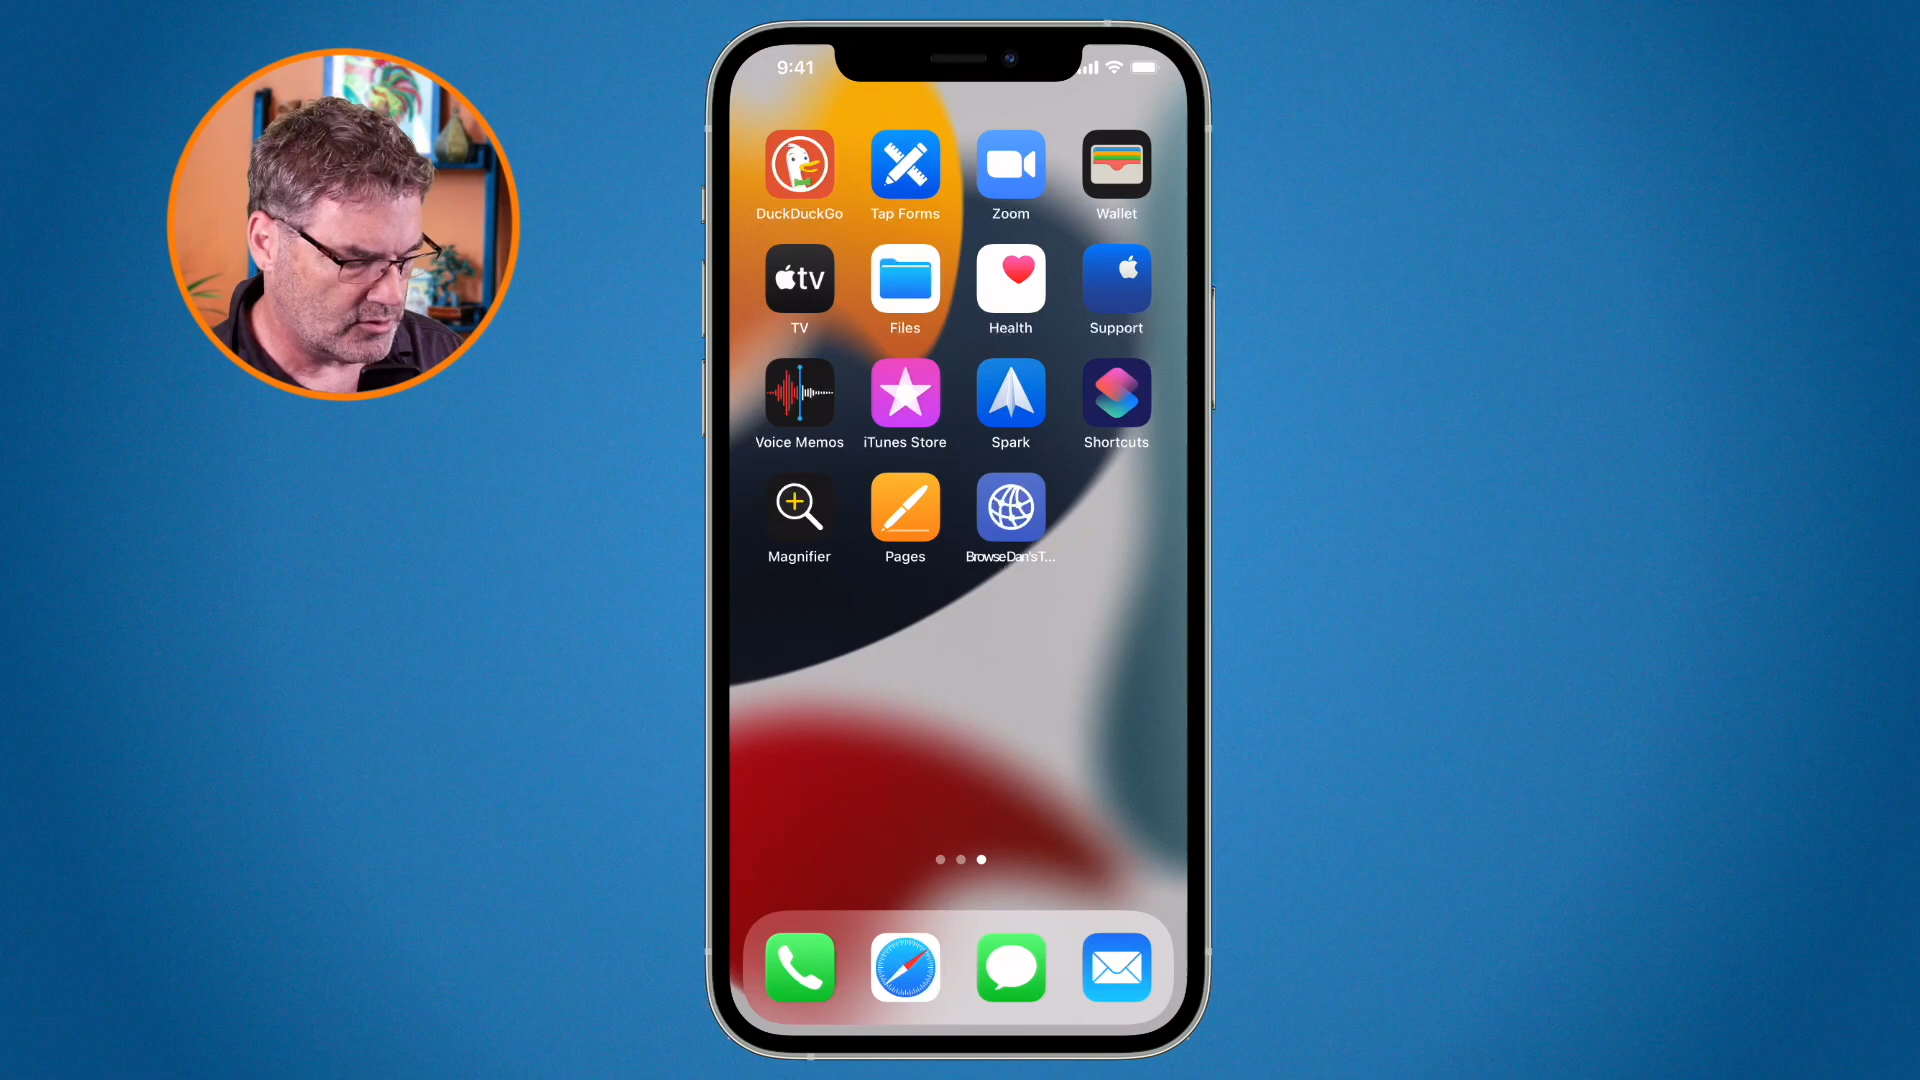 9:41
DuckDuckGo Tap Forms Zoom Wallet
tv
TV Files Health Support
Voice Memos iTunes Store Spark Shortcuts
Magnifier Pages BrowseDan'sT...